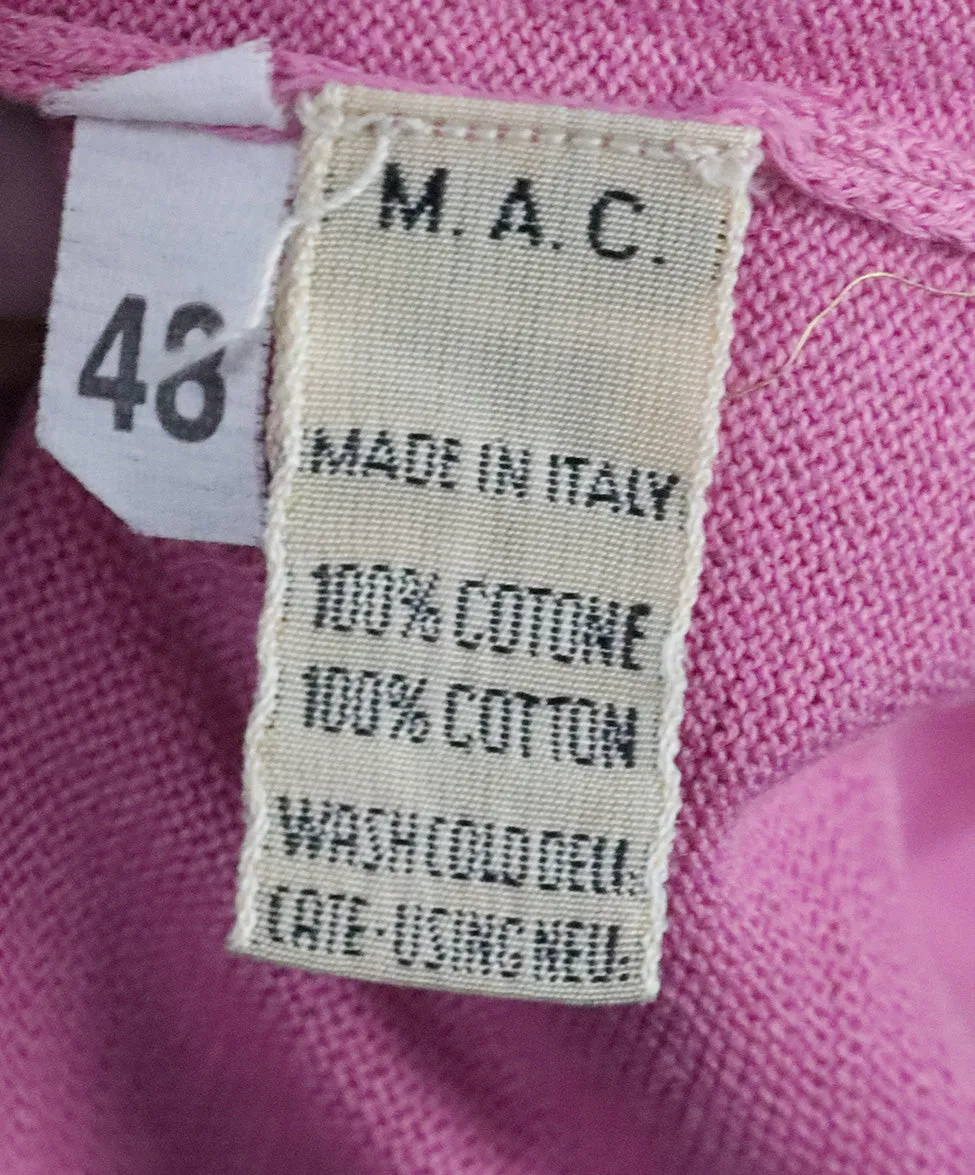 48
M. A. C.
MADE IN ITALY
100% COTONE
100% COTTON
WASH COLD DELI:
CATE-USING NEU: